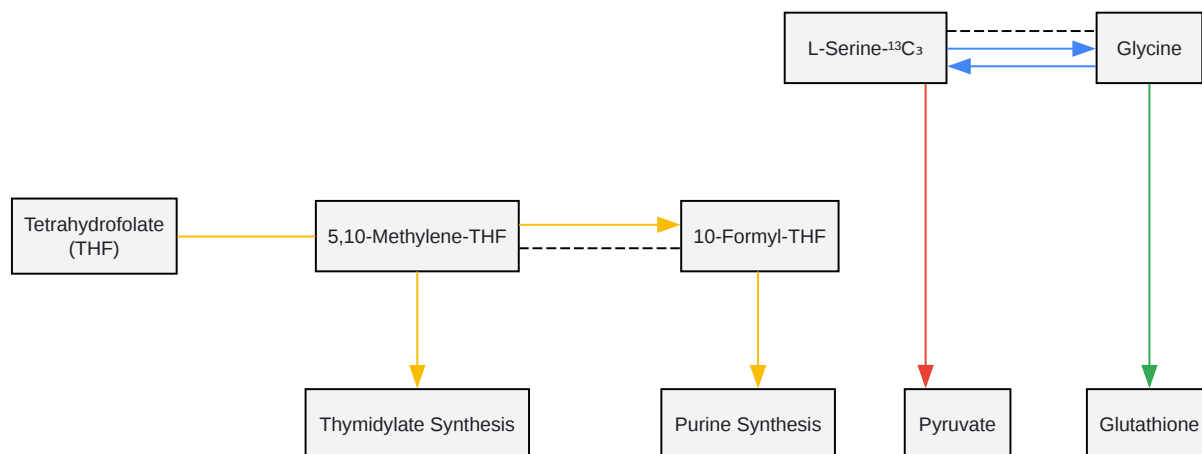 L-Serine-¹³C₃
Glycine
Tetrahydrofolate
(THF)
5,10-Methylene-THF
10-Formyl-THF
Thymidylate Synthesis
Purine Synthesis
Pyruvate
Glutathione